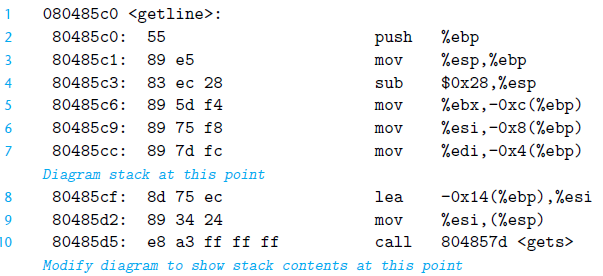 1 080485c0 <getline>:
2 80485c0: 55 push %ebp
3 80485c1: 89 e5 mov %esp,%ebp
4 80485c3: 83 ec 28 sub $0x28,%esp
5 80485c6: 89 5d f4 mov %ebx,-0xc(%ebp)
6 80485c9: 89 75 f8 mov %esi,-0x8(%ebp)
7 80485cc: 89 7d fc mov %edi,-0x4(%ebp)
Diagram stack at this point
8 80485cf: 8d 75 ec lea -0x14(%ebp),%esi
9 80485d2: 89 34 24 mov %esi,(%esp)
10 80485d5: e8 a3 ff ff ff call 804857d <gets>
Modify diagram to show stack contents at this point